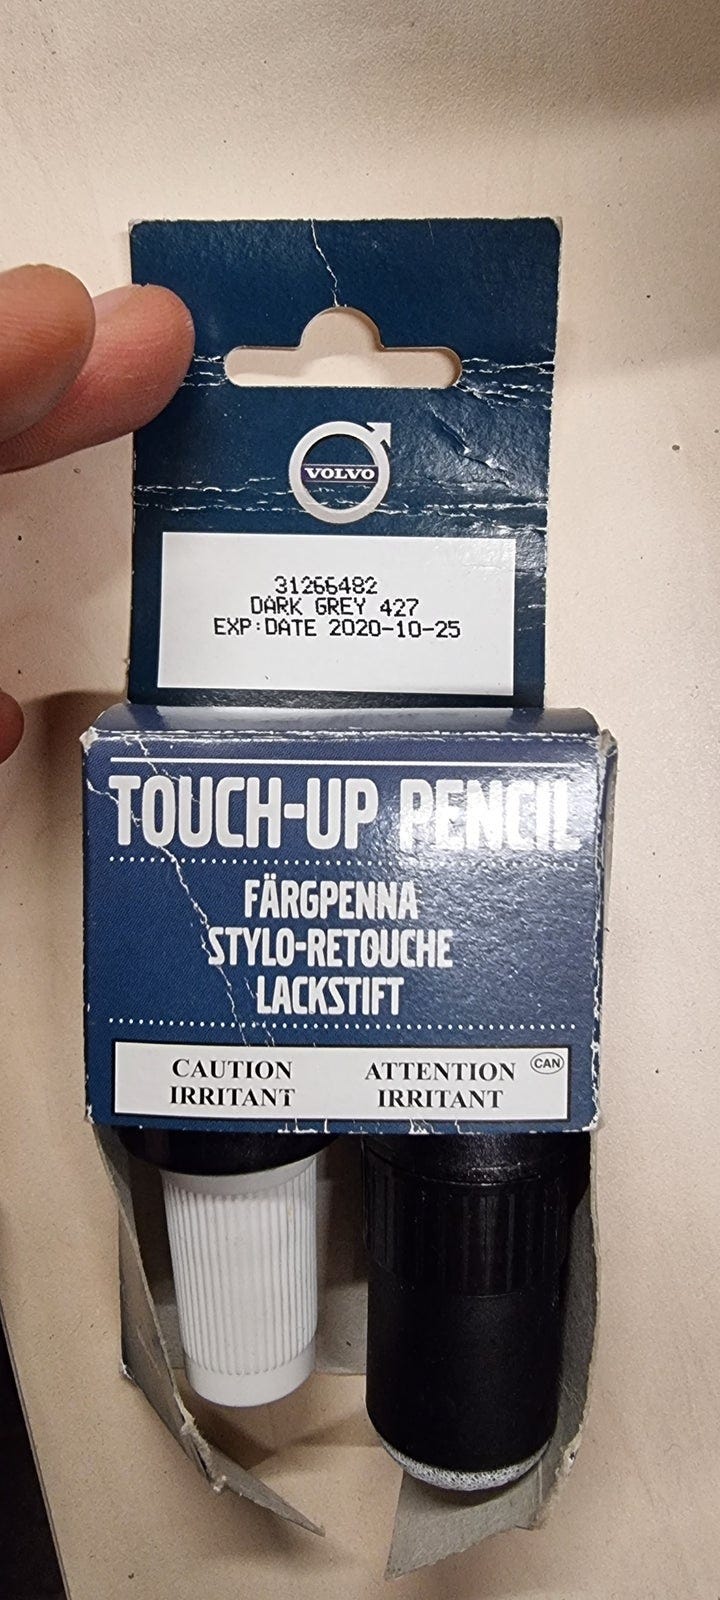 VOLVO
31266482
DARK GREY 427
EXP:DATE 2020-10-25
TOUCH-UP PENCIL
FÄRGPENNA
STYLO-RETOUCHE
LACKSTIFT
CAUTION
IRRITANT
ATTENTION
IRRITANT
CAN